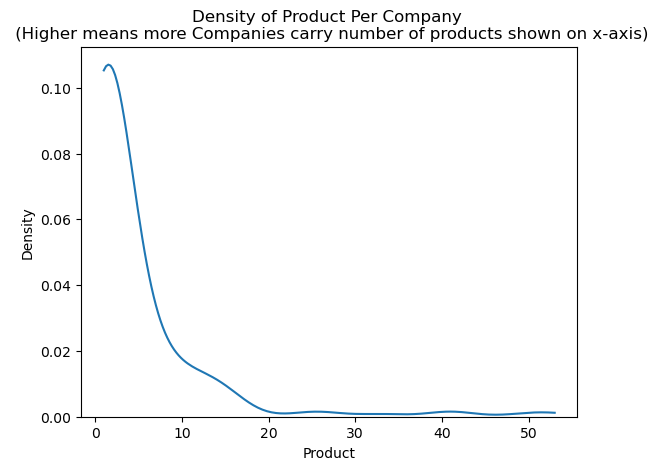 Density of Product Per Company
(Higher means more Companies carry number of products shown on x-axis)
0.10
0.08
0.06
0.04
0.02
0.00
Density
0 10 20 30 40 50
Product